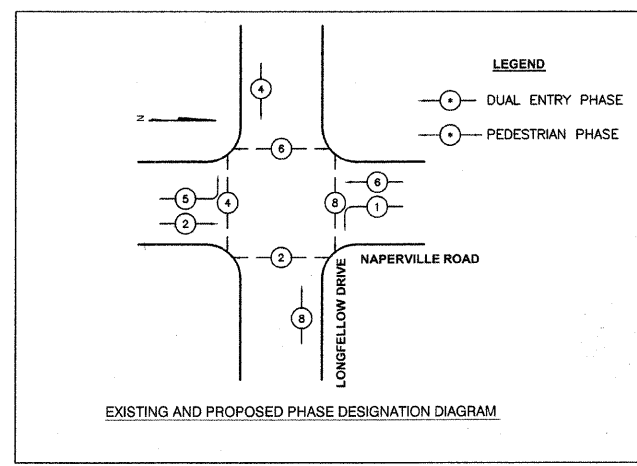 LEGEND
* DUAL ENTRY PHASE
* PEDESTRIAN PHASE
4
N
6
5
4
8
6
2
1
2
NAPERVILLE ROAD
LONGFELLOW DRIVE
8
EXISTING AND PROPOSED PHASE DESIGNATION DIAGRAM